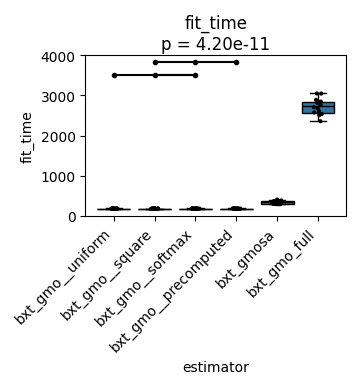 fit_time
p = 4.20e-11
4000
3000
2000
1000
0
fit_time
bxt_gmo__uniform
bxt_gmo__square
bxt_gmo__softmax
bxt_gmo__precomputed
bxt_gmosa
bxt_gmo_full
estimator